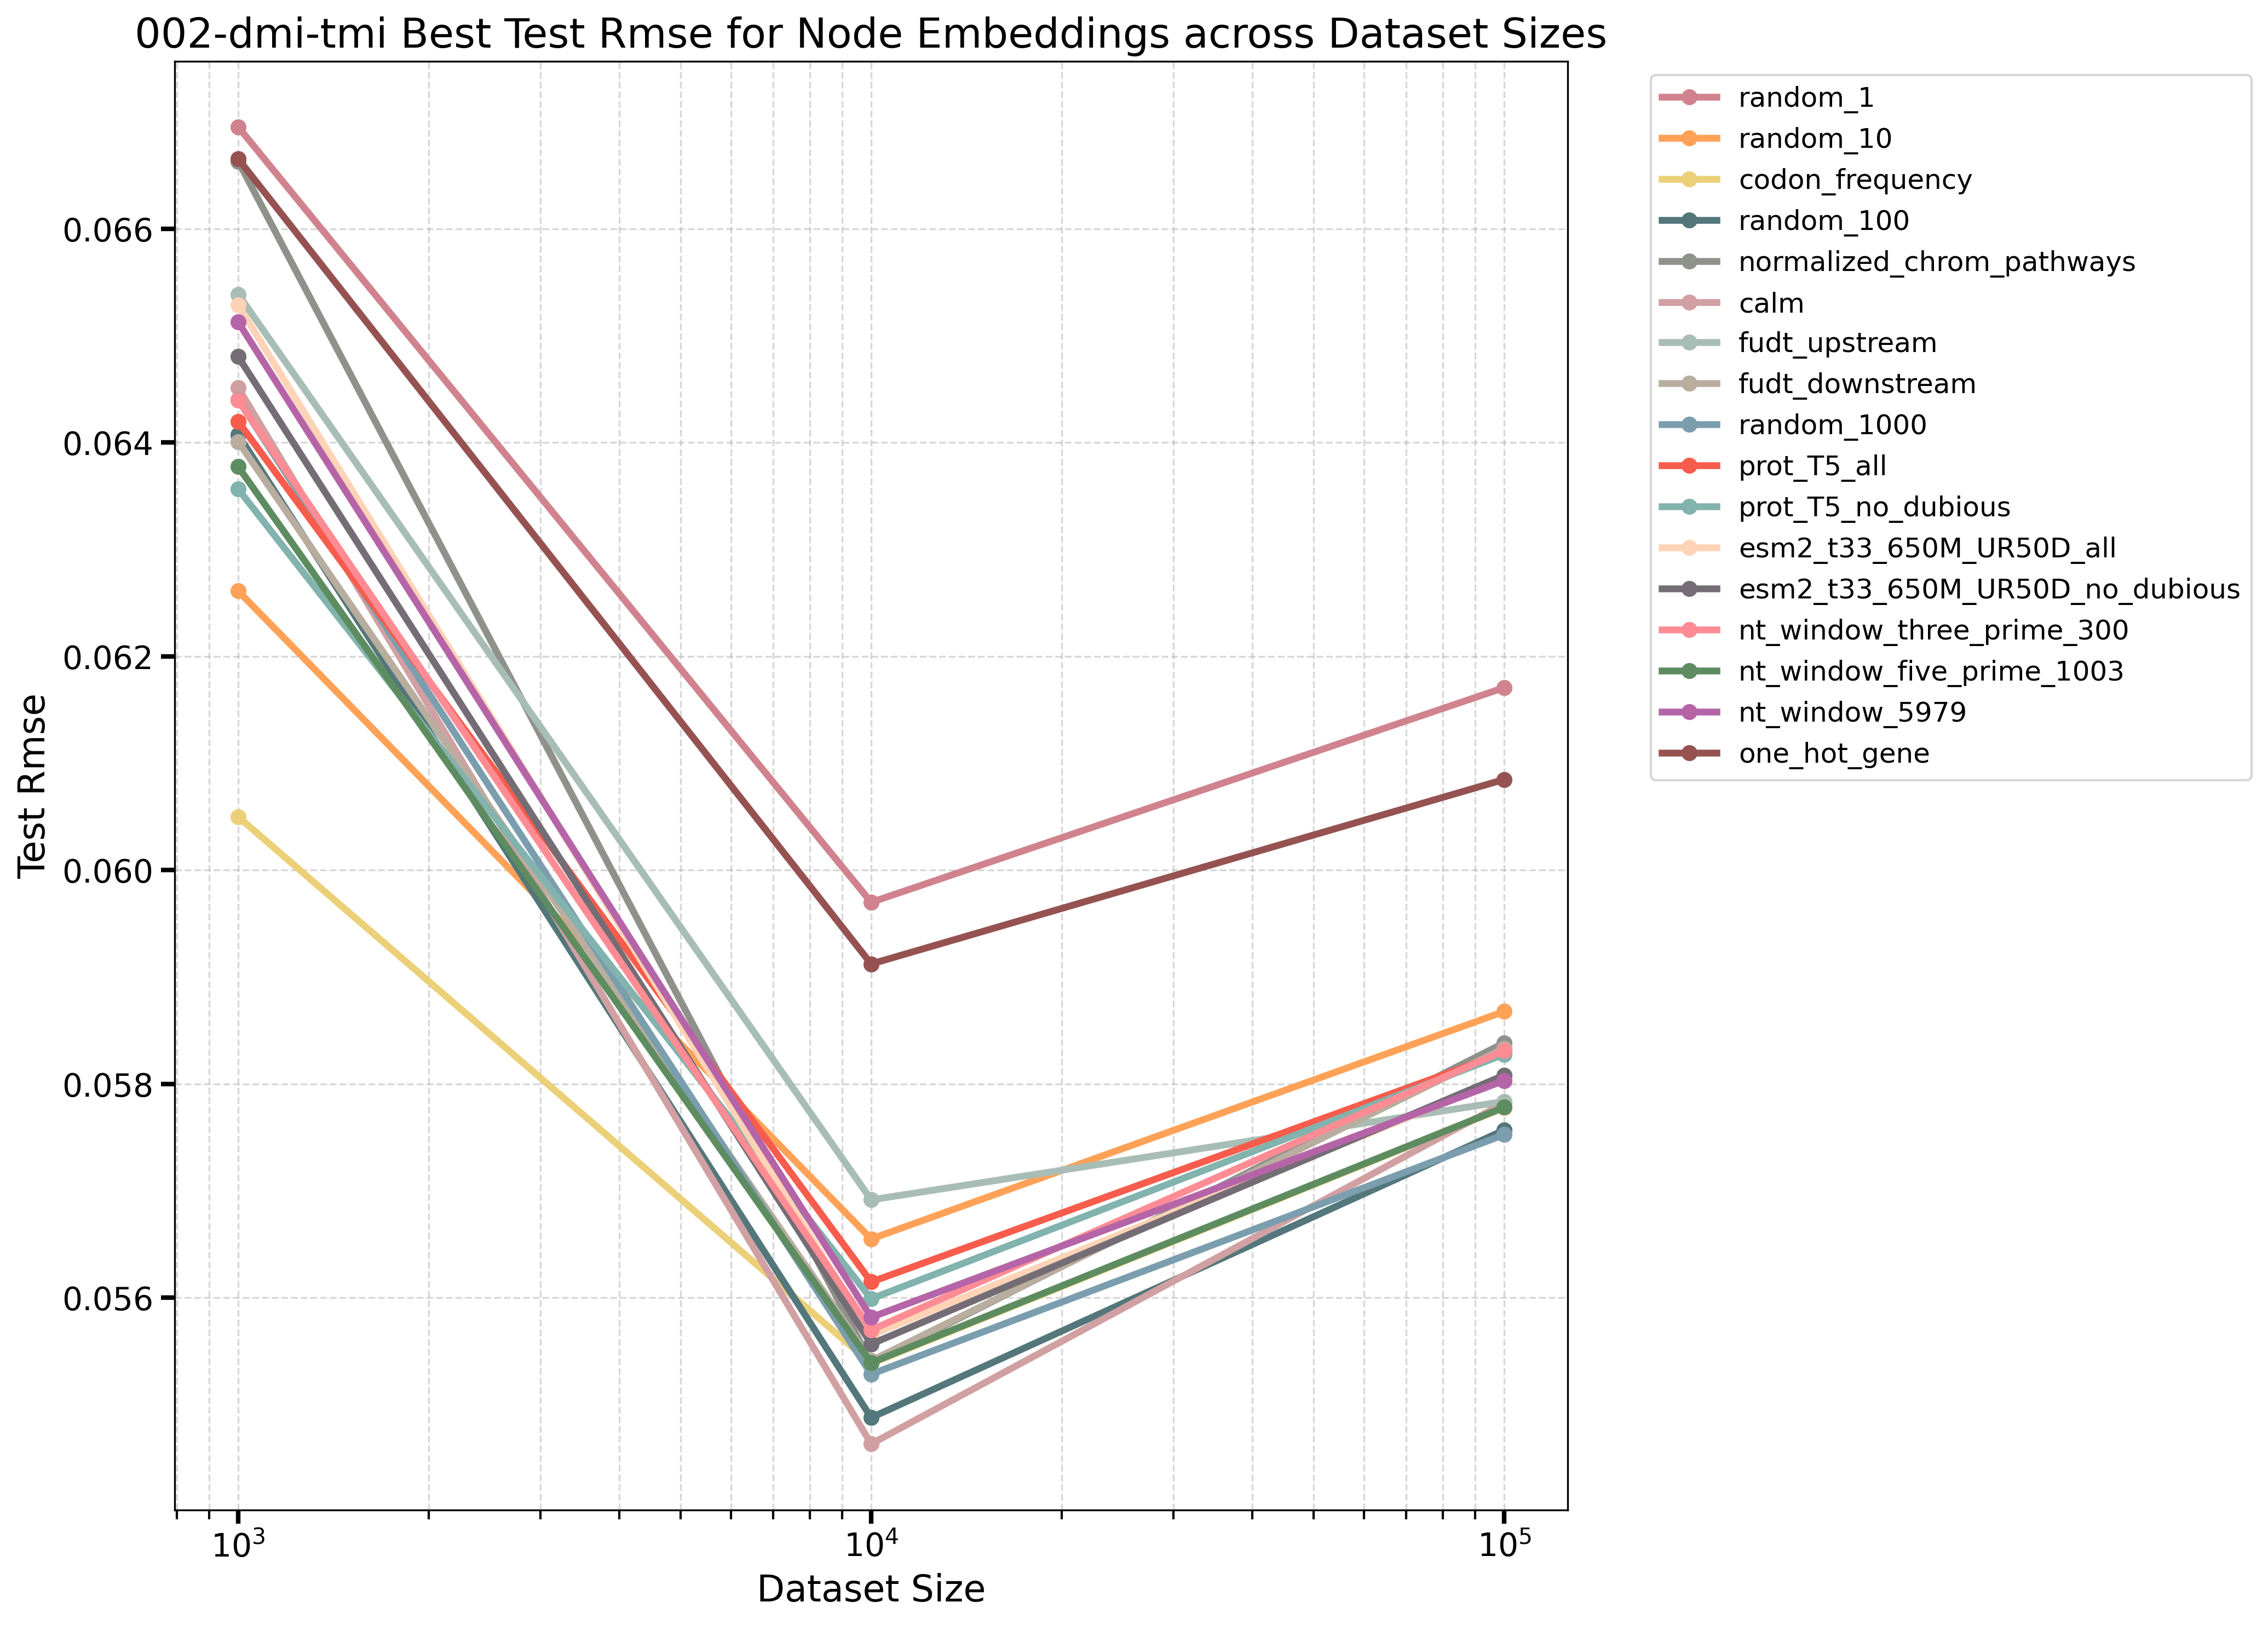 002-dmi-tmi Best Test Rmse for Node Embeddings across Dataset Sizes
random_1
random_10
codon_frequency
random_100
normalized_chrom_pathways
calm
fudt_upstream
fudt_downstream
random_1000
prot_T5_all
prot_T5_no_dubious
esm2_t33_650M_UR50D_all
esm2_t33_650M_UR50D_no_dubious
nt_window_three_prime_300
nt_window_five_prime_1003
nt_window_5979
one_hot_gene
Test Rmse
0.066
0.064
0.062
0.060
0.058
0.056
10³ 10⁴ 10⁵
Dataset Size